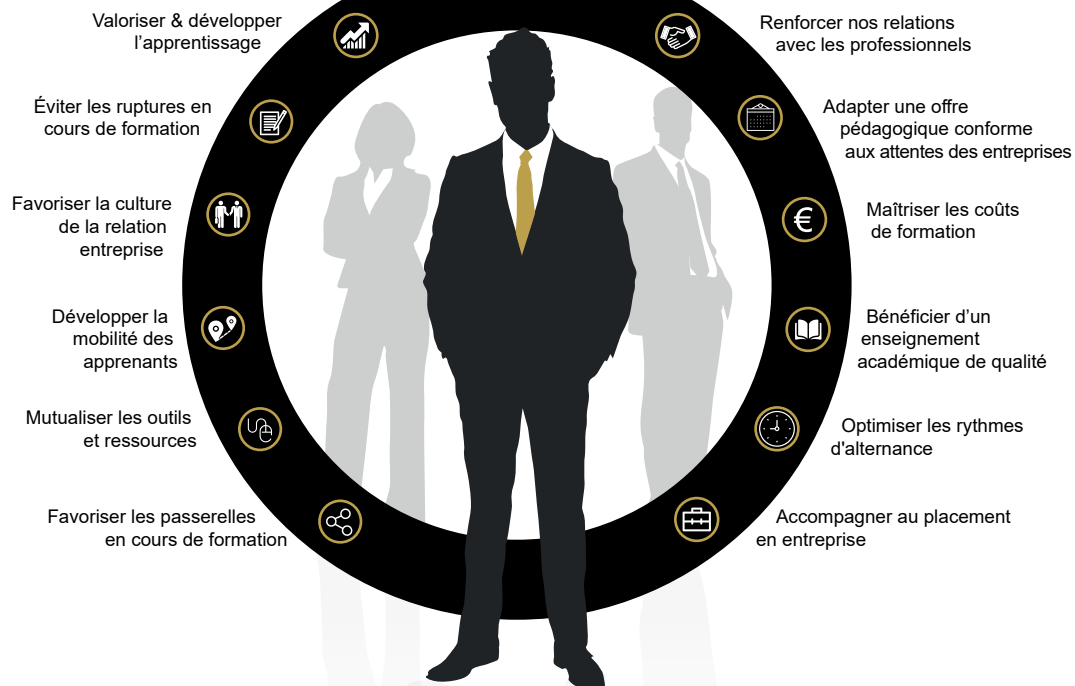 Valoriser & développer
l’apprentissage
Éviter les ruptures en
cours de formation
Favoriser la culture
de la relation
entreprise
Développer la
mobilité des
apprenants
Mutualiser les outils
et ressources
Favoriser les passerelles
en cours de formation
Renforcer nos relations
avec les professionnels
Adapter une offre
pédagogique conforme
aux attentes des entreprises
€
Maîtriser les coûts
de formation
Bénéficier d’un
enseignement
académique de qualité
Optimiser les rythmes
d'alternance
Accompagner au placement
en entreprise